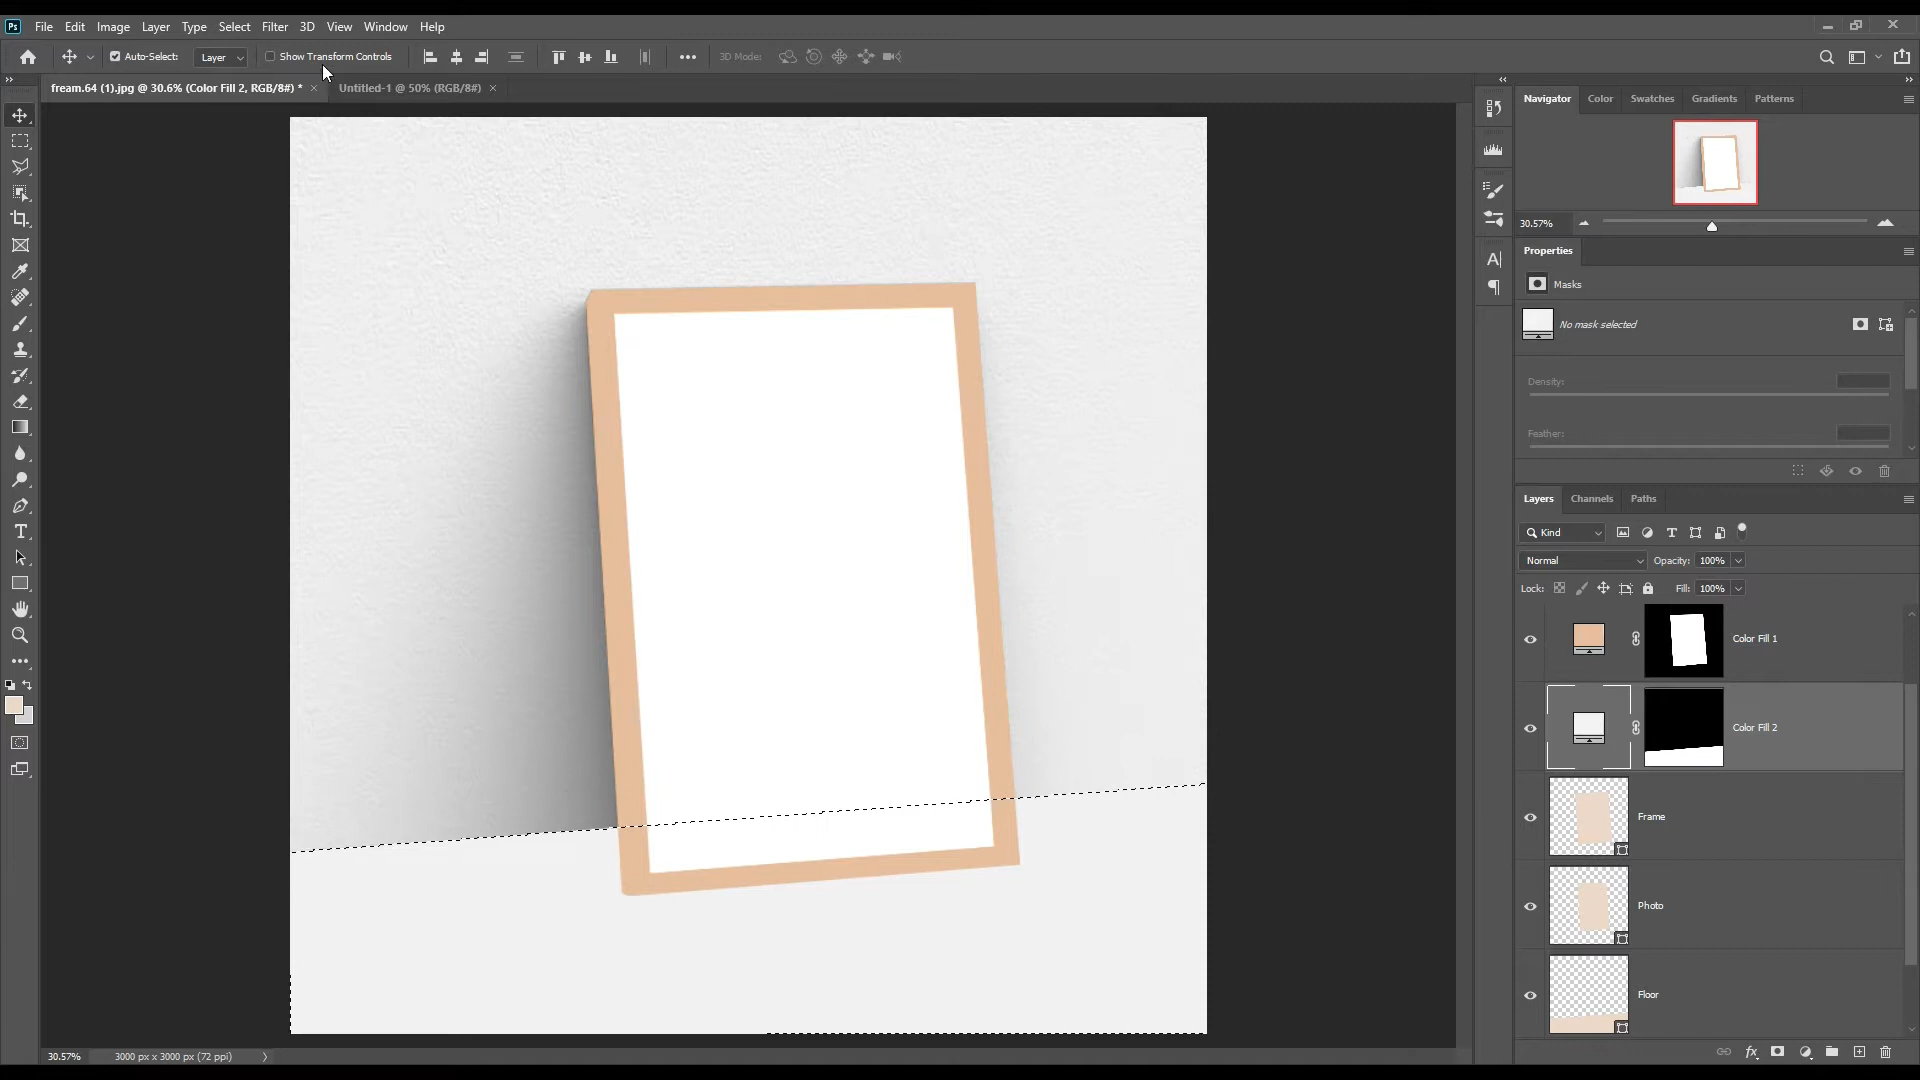 Ps File Edit Image Layer Type Select Filter 3D View Window Help
Auto-Select: Layer Show Transform Controls 3D Mode:
fream.64 (1).jpg @ 30.6% (Color Fill 2, RGB/8#) * × Untitled-1 @ 50% (RGB/8#) ×
Navigator Color Swatches Gradients Patterns
30.57%
Properties
Masks
No mask selected
Density:
Feather:
Layers Channels Paths
Kind
Normal Opacity: 100%
Lock: Fill: 100%
Color Fill 1
Color Fill 2
Frame
Photo
Floor
30.57% 3000 px x 3000 px (72 ppi)